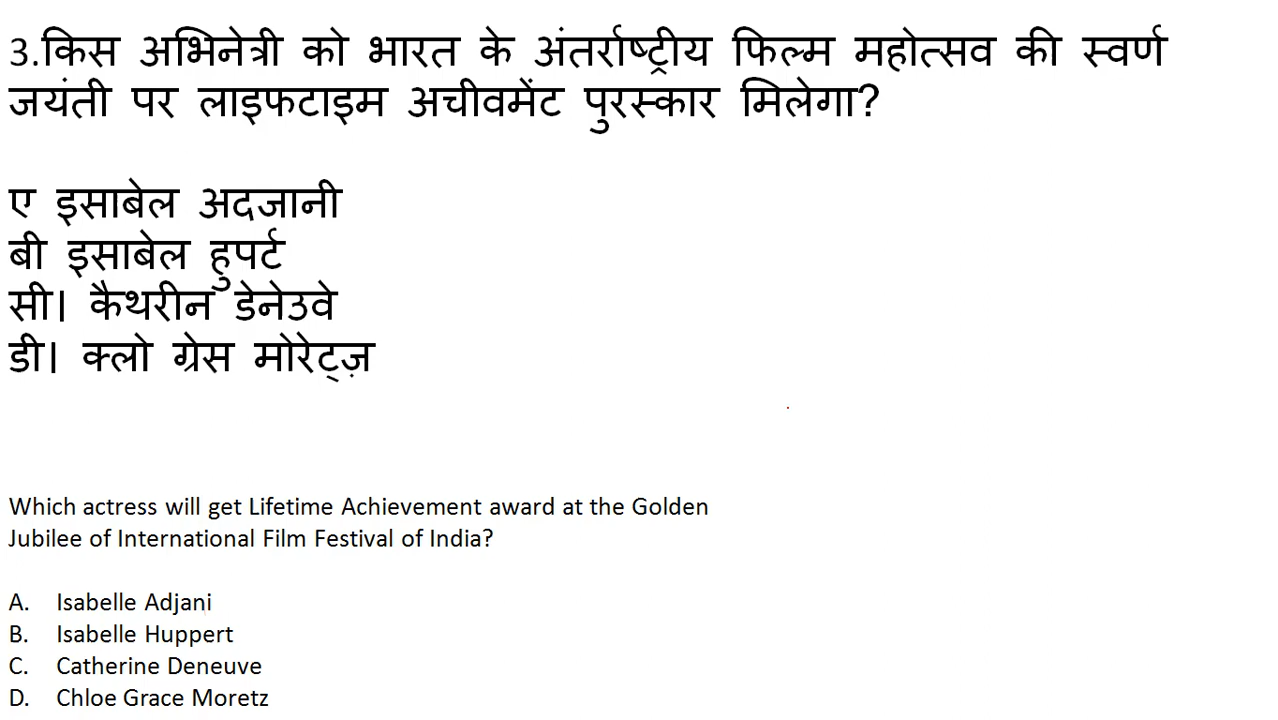 3.किस अभिनेत्री को भारत के अंतर्राष्ट्रीय फिल्म महोत्सव की स्वर्ण
जयंती पर लाइफटाइम अचीवमेंट पुरस्कार मिलेगा?
ए इसाबेल अदजानी
बी इसाबेल हुपर्ट
सी। कैथरीन डेनेउवे
डी। क्लो ग्रेस मोरेट्ज़
Which actress will get Lifetime Achievement award at the Golden
Jubilee of International Film Festival of India?
A. Isabelle Adjani
B. Isabelle Huppert
C. Catherine Deneuve
D. Chloe Grace Moretz